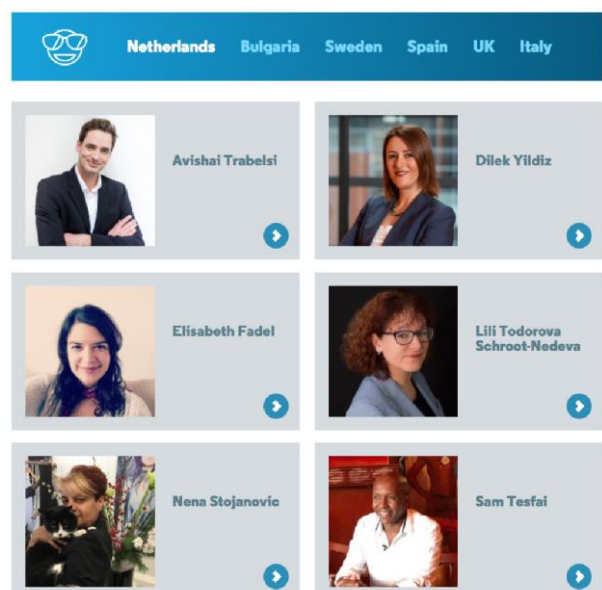 Netherlands Bulgaria Sweden Spain UK Italy
Avishai Trabelsi
Dilek Yildiz
Elisabeth Fadel
Lili Todorova
Schroot-Nedeva
Nena Stojanovic
Sam Tesfai